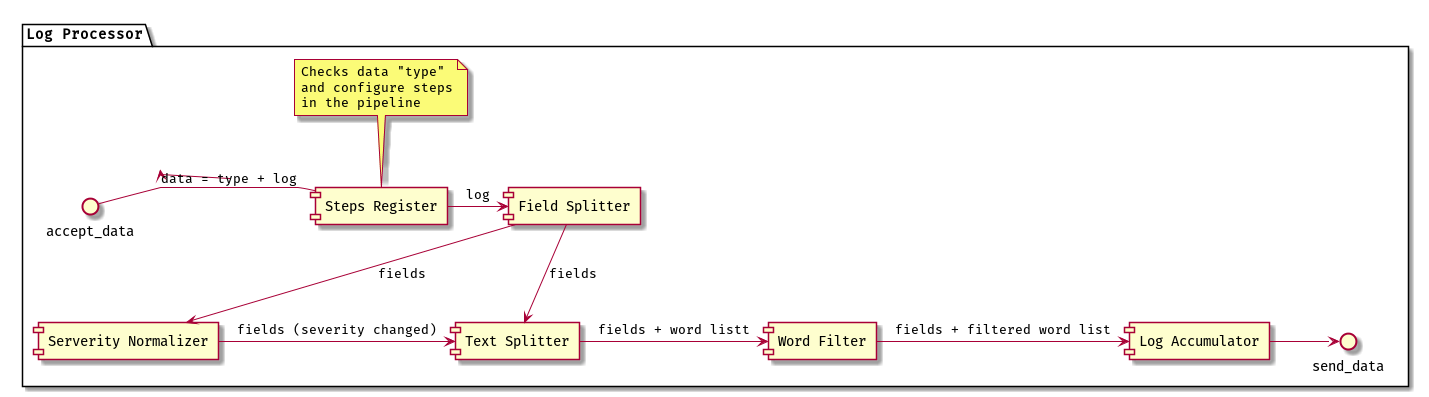 Log Processor
Checks data "type"
and configure steps
in the pipeline
data = type + log
Steps Register
log
Field Splitter
accept_data
fields
fields
Serverity Normalizer
fields (severity changed)
Text Splitter
fields + word listt
Word Filter
fields + filtered word list
Log Accumulator
send_data